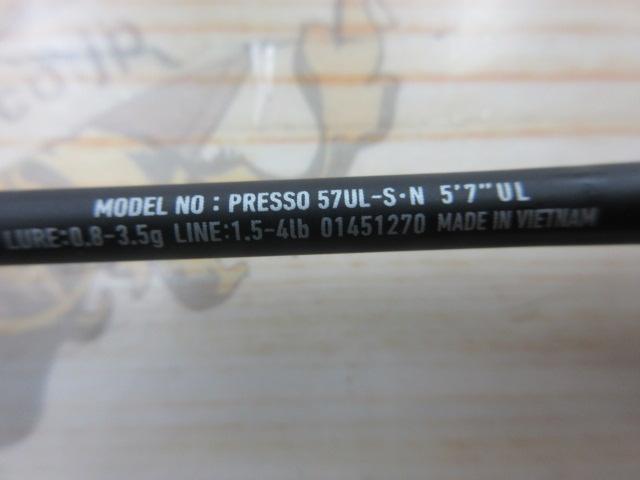 MODEL NO : PRESSO 57UL-S·N 5'7" UL
LURE:0.8-3.5g LINE:1.5-4lb 01451270 MADE IN VIETNAM